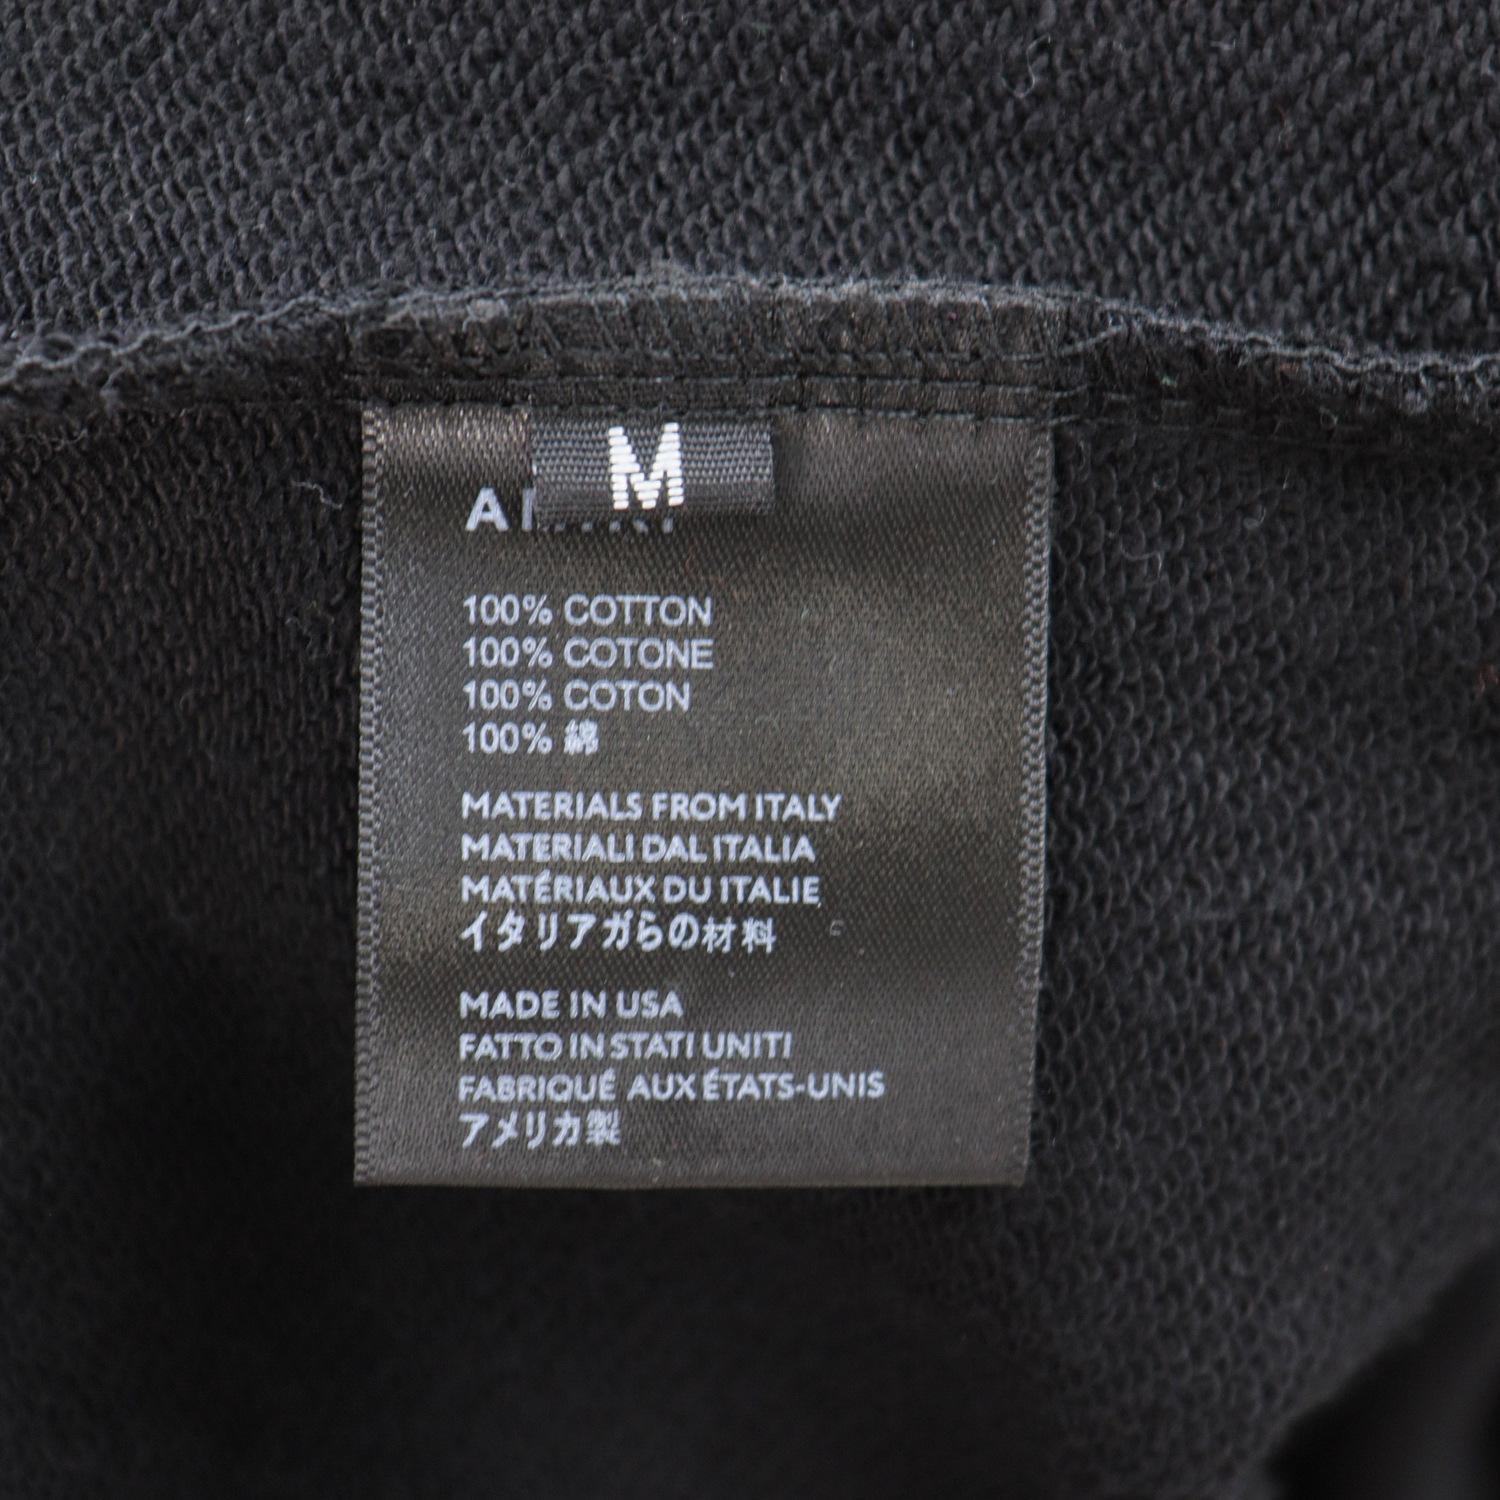 M
100% COTTON
100% COTONE
100% COTON
100% 綿
MATERIALS FROM ITALY
MATERIALI DAL ITALIA
MATÉRIAUX DU ITALIE
イタリアガらの材料
MADE IN USA
FATTO IN STATI UNITI
FABRIQUÉ AUX ÉTATS-UNIS
アメリカ製